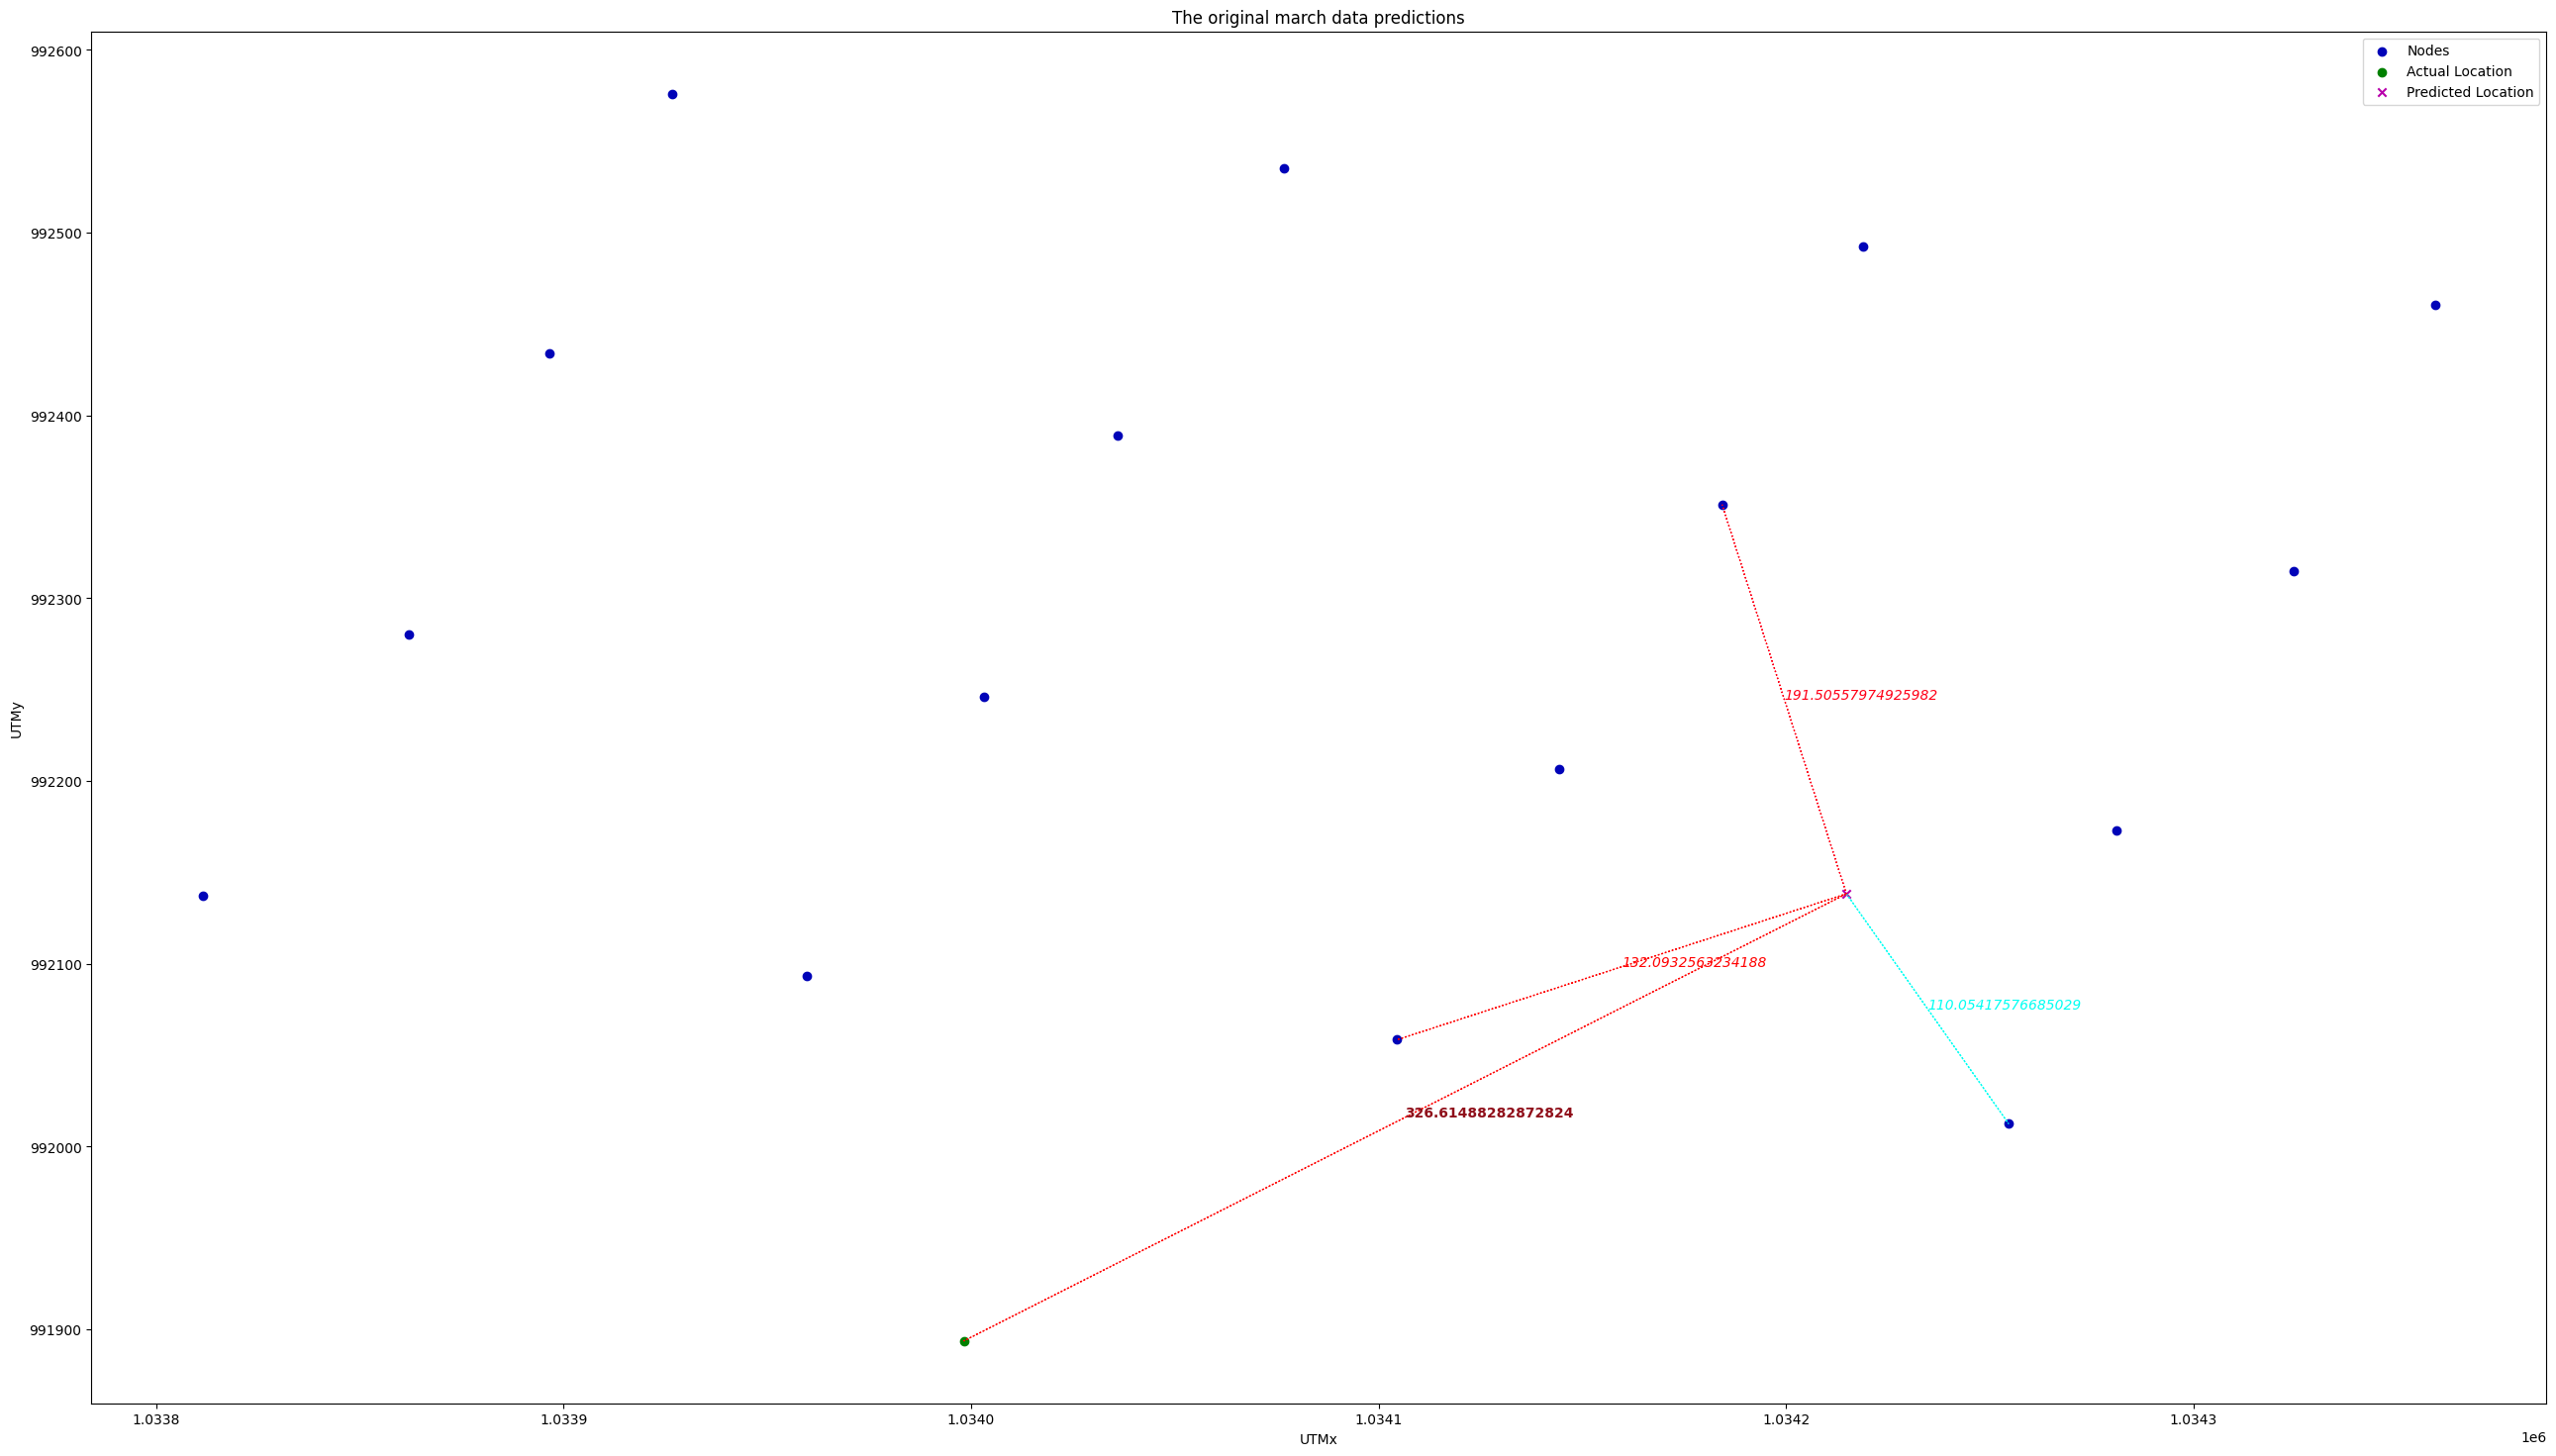 The original march data predictions
Nodes
Actual Location
Predicted Location
992600
992500
992400
992300
992200
992100
992000
991900
UTMy
191.50557974925982
132.0932563234188
110.05417576685029
326.61488282872824
1.0338
1.0339
1.0340
1.0341
1.0342
1.0343
UTMx
1e6